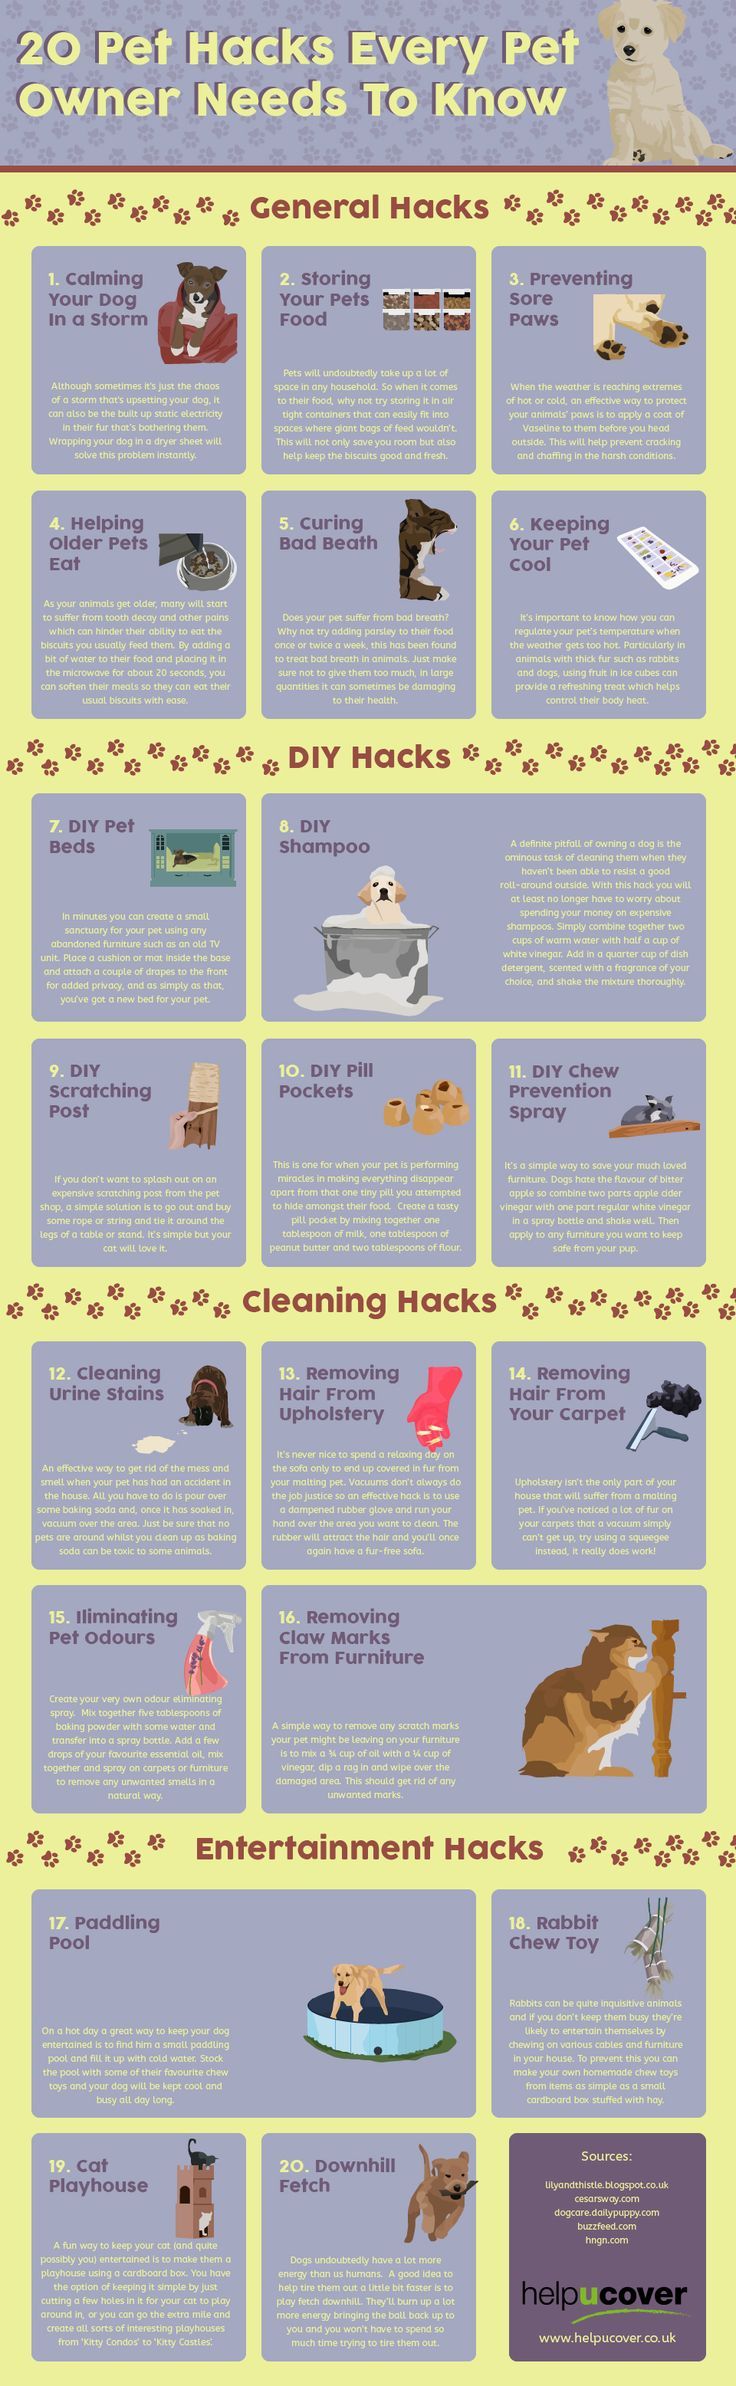 20 Pet Hacks Every Pet
Owner Needs To Know
General Hacks
1. Calming
Your Dog
In a Storm
Although sometimes it's just the chaos
of a storm that's upsetting your dog, it
can also be the built up static electricity
in their fur that's bothering them.
Wrapping your dog in a dryer sheet will
solve this problem instantly.
2. Storing
Your Pets
Food
Pets will undoubtedly take up a lot of
space in any household. So when it comes
to their food, why not try storing it in air
tight containers that can easily fit into
spaces where giant bags of feed wouldn't.
This will not only save you room but also
help keep the biscuits good and fresh.
3. Preventing
Sore
Paws
When the weather is reaching extremes
of hot or cold, an effective way to protect
your animals' paws is to apply a coat of
Vaseline to them before you head
outside. This will help prevent cracking
and chaffing in the harsh conditions.
4. Helping
Older Pets
Eat
As your animals get older, many will start
to suffer from tooth decay and other pains
which can hinder their ability to eat the
biscuits you usually feed them. By adding a
bit of water to their food and placing it in
the microwave for about 20 seconds, you
can soften their meals so they can eat their
usual biscuits with ease.
5. Curing
Bad Beath
Does your pet suffer from bad breath?
Why not try adding parsley to their food
once or twice a week, this has been found
to treat bad breath in animals. Just make
sure not to give them too much, in large
quantities it can sometimes be damaging
to their health.
6. Keeping
Your Pet
Cool
It's important to know how you can
regulate your pet's temperature when
the weather gets too hot. Particularly in
animals with thick fur such as rabbits
and dogs, using fruit in ice cubes can
provide a refreshing treat which helps
control their body heat.
DIY Hacks
7. DIY Pet
Beds
In minutes you can create a small
sanctuary for your pet using any
abandoned furniture such as an old TV
unit. Place a cushion or mat inside the base
and attach a couple of drapes to the front
for added privacy, and as simply as that,
you've got a new bed for your pet.
8. DIY
Shampoo
A definite pitfall of owning a dog is the
ominous task of cleaning them when they
haven't been able to resist a good
roll-around outside. With this hack you will
at least no longer have to worry about
spending your money on expensive
shampoos. Simply combine together two
cups of warm water with half a cup of
white vinegar. Add in a quarter cup of dish
detergent, scented with a fragrance of your
choice, and shake the mixture thoroughly.
9. DIY
Scratching
Post
If you don't want to splash out on an
expensive scratching post from the pet
shop, a simple solution is to go out and buy
some rope or string and tie it around the
legs of a table or stand. It's simple but your
cat will love it.
10. DIY Pill
Pockets
This is one for when your pet is performing
miracles in making everything disappear
apart from that one tiny pill you attempted
to hide amongst their food. Create a tasty
pill pocket by mixing together one
tablespoon of milk, one tablespoon of
peanut butter and two tablespoons of flour.
11. DIY Chew
Prevention
Spray
It's a simple way to save your much loved
furniture. Dogs hate the flavour of bitter
apple so combine two parts apple cider
vinegar with one part regular white vinegar
in a spray bottle and shake well. Then
apply to any furniture you want to keep
safe from your pup.
Cleaning Hacks
12. Cleaning
Urine Stains
An effective way to get rid of the mess and
smell when your pet has had an accident in
the house. All you have to do is pour over
some baking soda and, once it has soaked in,
vacuum over the area. Just be sure that no
pets are around whilst you clean up as baking
soda can be toxic to some animals.
13. Removing
Hair From
Upholstery
It's never nice to spend a relaxing day on
the sofa only to end up covered in fur from
your malting pet. Vacuums don't always do
the job justice so an effective hack is to use
a dampened rubber glove and run your
hand over the area you want to clean. The
rubber will attract the hair and you'll once
again have a fur-free sofa.
14. Removing
Hair From
Your Carpet
Upholstery isn't the only part of your
house that will suffer from a malting
pet. If you've noticed a lot of fur on
your carpets that a vacuum simply
can't get up, try using a squeegee
instead, it really does work!
15. Iliminating
Pet Odours
Create your very own odour eliminating
spray. Mix together five tablespoons of
baking powder with some water and
transfer into a spray bottle. Add a few
drops of your favourite essential oil, mix
together and spray on carpets or furniture
to remove any unwanted smells in a
natural way.
16. Removing
Claw Marks
From Furniture
A simple way to remove any scratch marks
your pet might be leaving on your furniture
is to mix a ¾ cup of oil with a ¼ cup of
vinegar, dip a rag in and wipe over the
damaged area. This should get rid of any
unwanted marks.
Entertainment Hacks
17. Paddling
Pool
On a hot day a great way to keep your dog
entertained is to find him a small paddling
pool and fill it up with cold water. Stock
the pool with some of their favourite chew
toys and your dog will be kept cool and
busy all day long.
18. Rabbit
Chew Toy
Rabbits can be quite inquisitive animals
and if you don't keep them busy they're
likely to entertain themselves by
chewing on various cables and furniture
in your house. To prevent this you can
make your own homemade chew toys
from items as simple as a small
cardboard box stuffed with hay.
19. Cat
Playhouse
A fun way to keep your cat (and quite
possibly you) entertained is to make them a
playhouse using a cardboard box. You have
the option of keeping it simple by just
cutting a few holes in it for your cat to play
around in, or you can go the extra mile and
create all sorts of interesting playhouses
from 'Kitty Condos' to 'Kitty Castles'.
20. Downhill
Fetch
Dogs undoubtedly have a lot more
energy than us humans. A good idea to
help tire them out a little bit faster is to
play fetch downhill. They'll burn up a lot
more energy bringing the ball back up to
you and you won't have to spend so
much time trying to tire them out.
Sources:
lilyandthistle.blogspot.co.uk
cesarsway.com
dogcare.dailypuppy.com
buzzfeed.com
hngn.com
helpucover
www.helpucover.co.uk